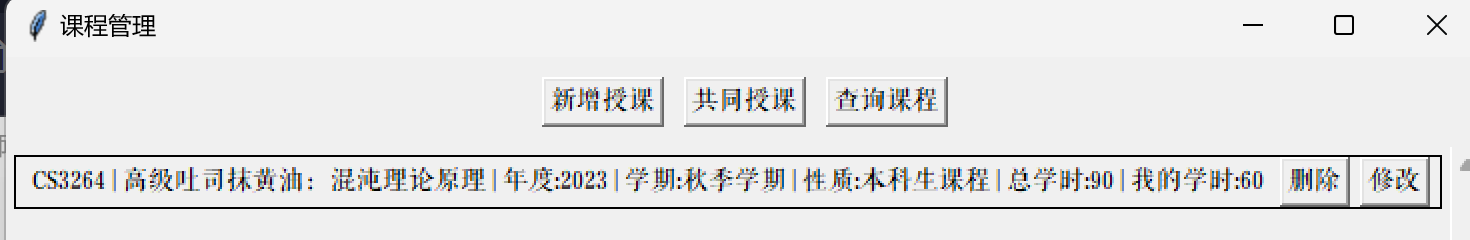 课程管理
新增授课 共同授课 查询课程
CS3264 | 高级吐司抹黄油：混沌理论原理 | 年度:2023 | 学期:秋季学期 | 性质:本科生课程 | 总学时:90 | 我的学时:60 删除 修改